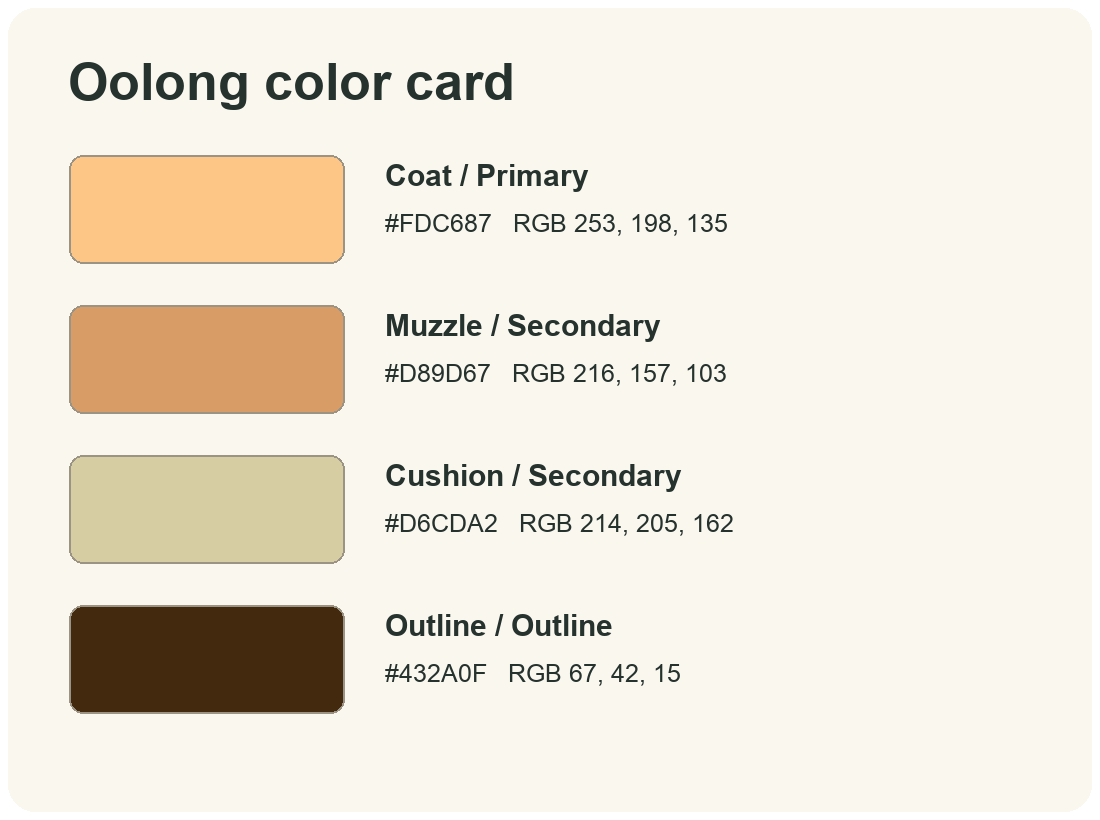 Oolong color card
Coat / Primary
#FDC687 RGB 253, 198, 135
Muzzle / Secondary
#D89D67 RGB 216, 157, 103
Cushion / Secondary
#D6CDA2 RGB 214, 205, 162
Outline / Outline
#432A0F RGB 67, 42, 15